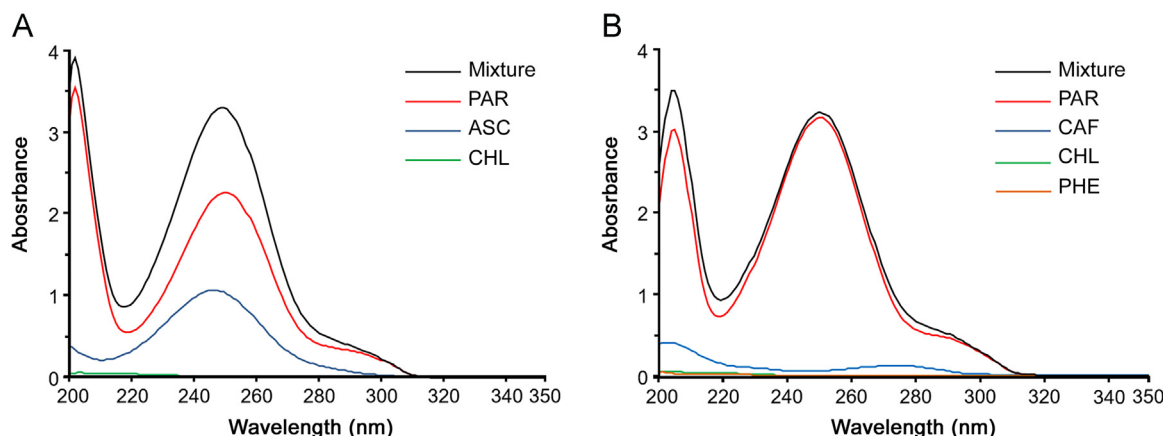 A
Abosrbance
4
3
2
1
0
200 220 240 260 280 300 320 340 350
Wavelength (nm)
Mixture
PAR
ASC
CHL
B
Abosrbance
4
3
2
1
0
200 220 240 260 280 300 320 340 350
Wavelength (nm)
Mixture
PAR
CAF
CHL
PHE